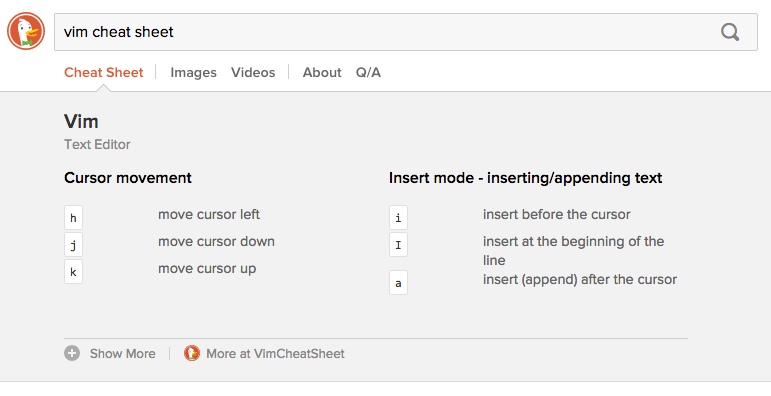 vim cheat sheet
Cheat Sheet Images Videos About Q/A
Vim
Text Editor
Cursor movement
h move cursor left
j move cursor down
k move cursor up
Insert mode - inserting/appending text
i insert before the cursor
I insert at the beginning of the
line
a insert (append) after the cursor
Show More More at VimCheatSheet